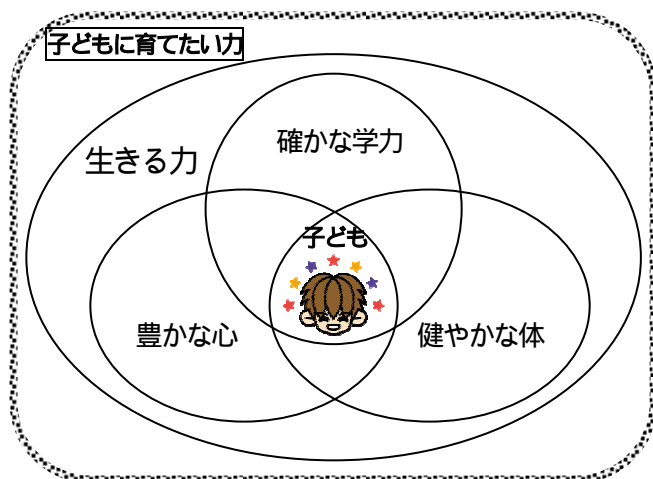 子どもに育てたい力
確かな学力
生きる力
子ども
豊かな心
健やかな体